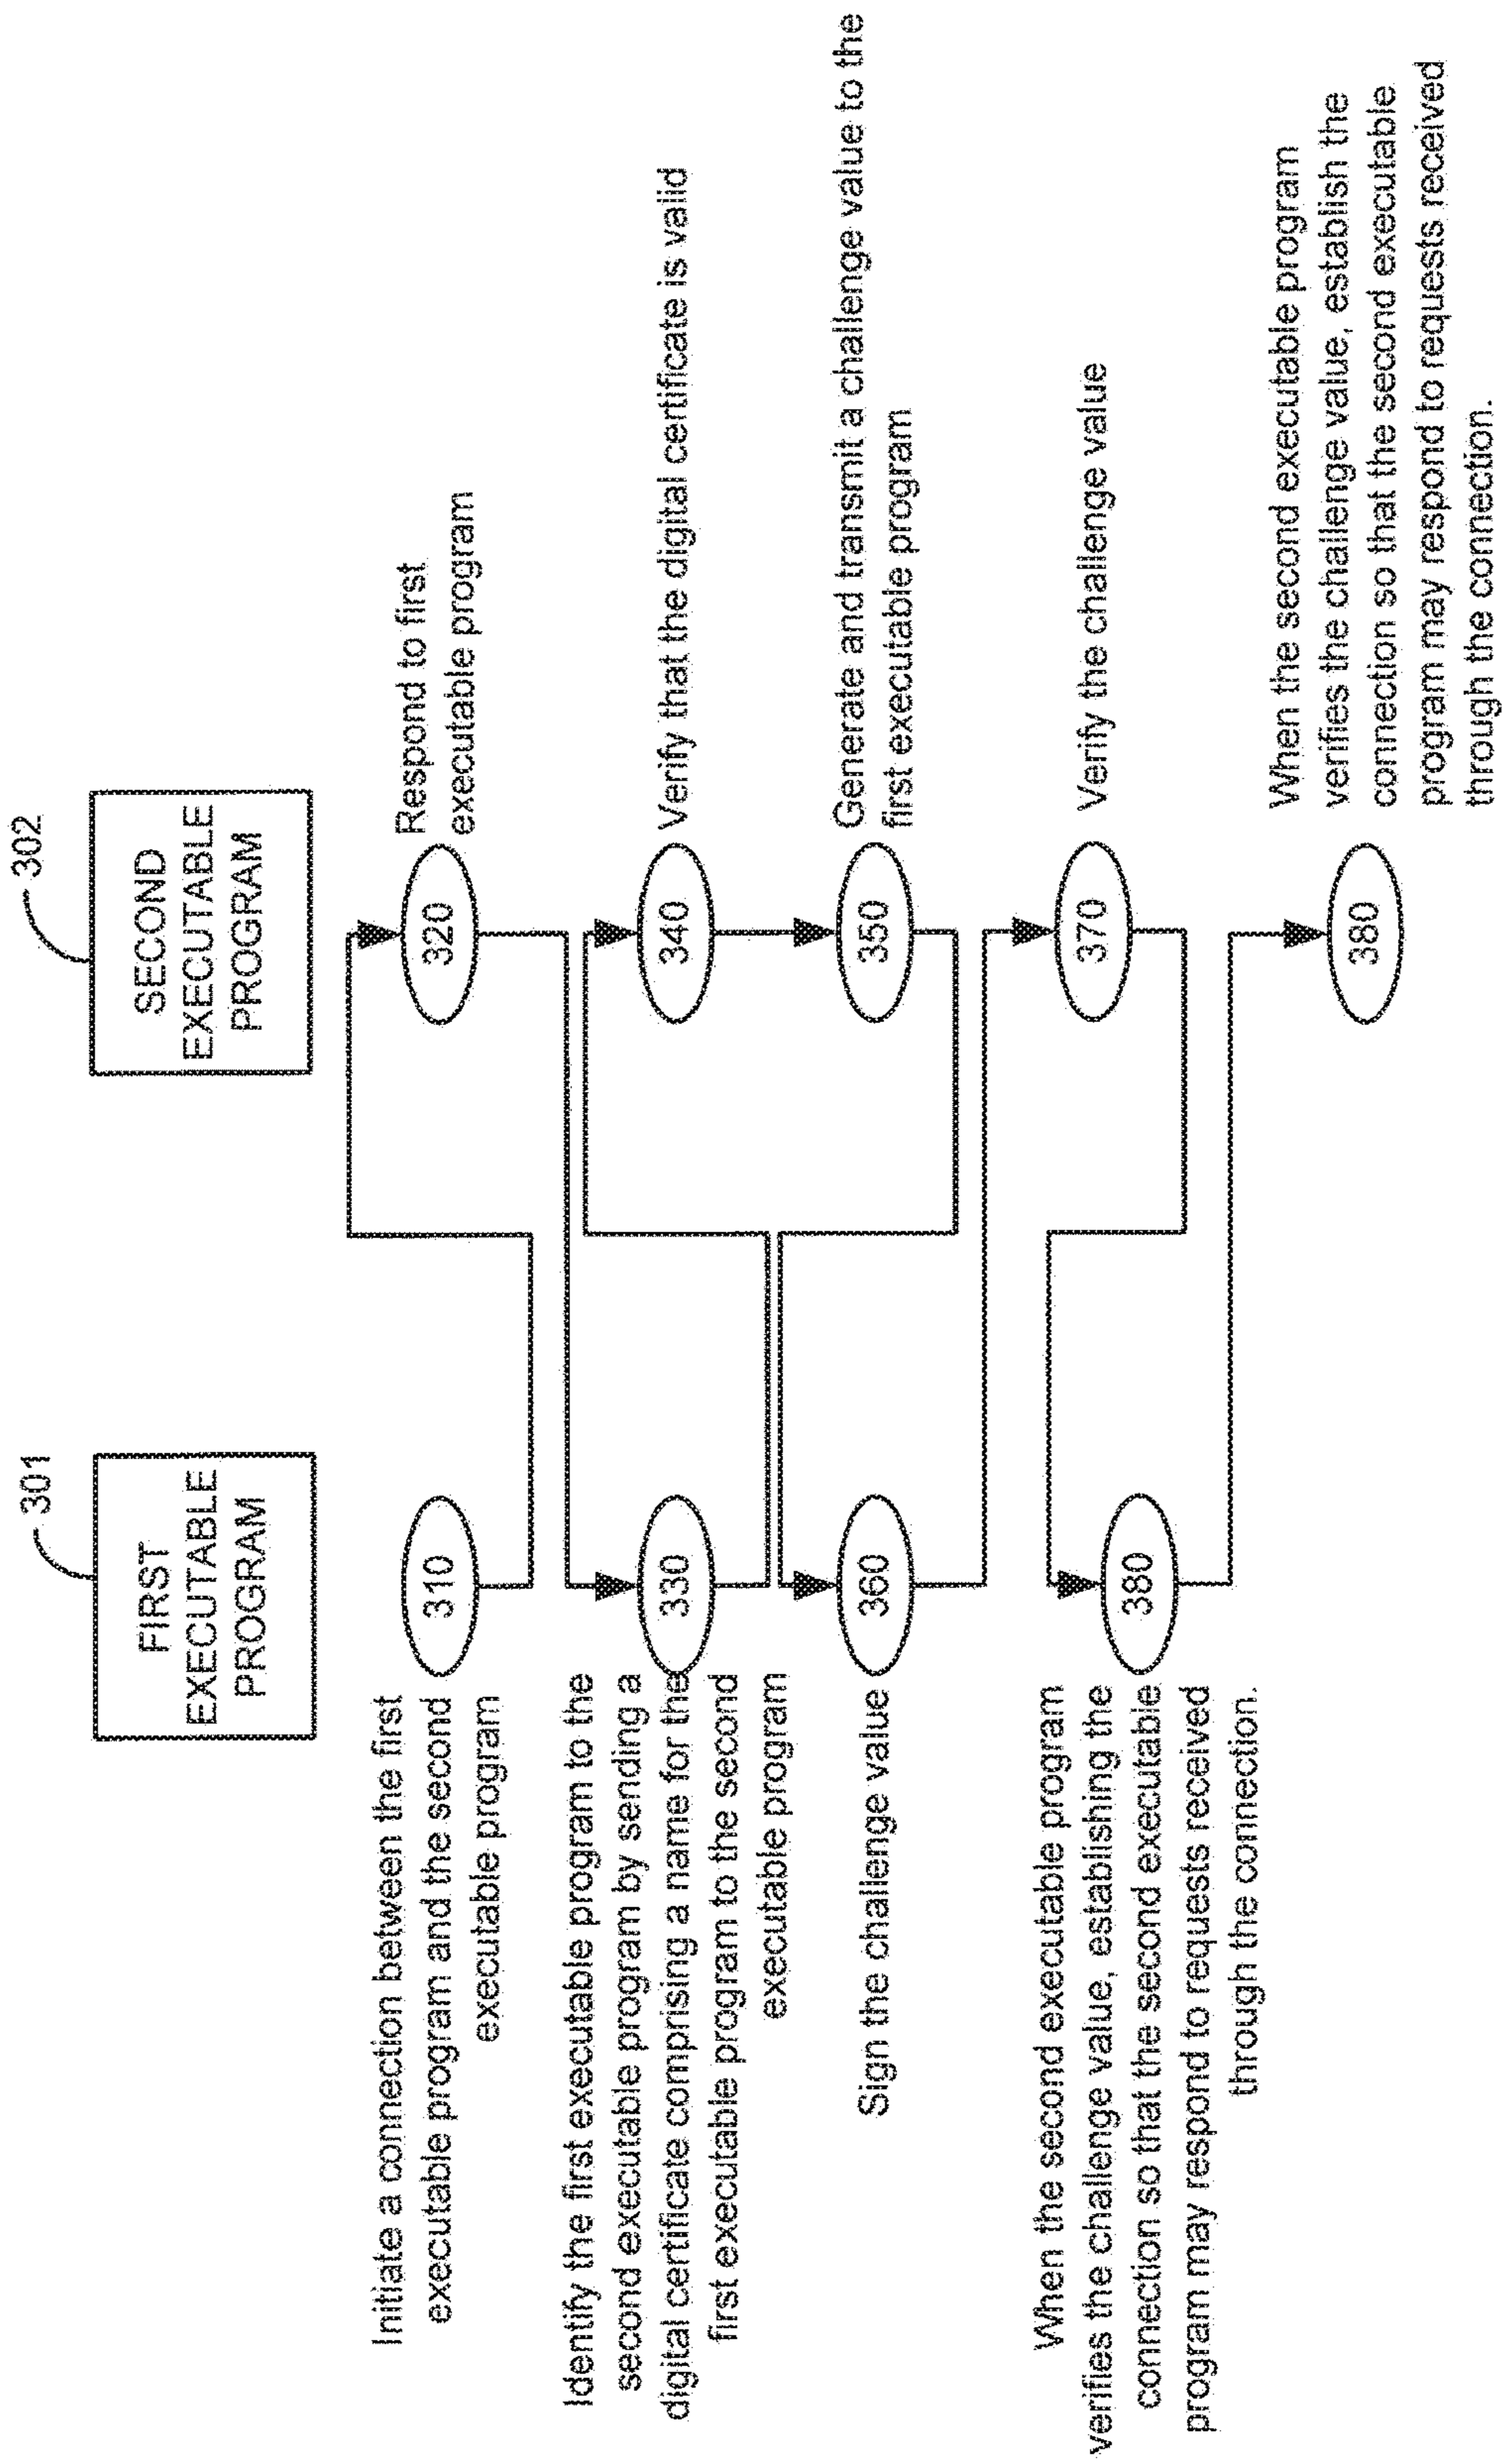 301
302
FIRST
EXECUTABLE
PROGRAM
SECOND
EXECUTABLE
PROGRAM
Initiate a connection between the first
executable program and the second
executable program
310
320
Respond to first
executable program
Identify the first executable program to the
second executable program by sending a
digital certificate comprising a name for the
first executable program to the second
executable program
330
340
Verify that the digital certificate is valid
Sign the challenge value
360
350
Generate and transmit a challenge value to the
first executable program
370
Verify the challenge value
When the second executable program
verifies the challenge value, establishing the
connection so that the second executable
program may respond to requests received
through the connection.
380
380
When the second executable program
verifies the challenge value, establish the
connection so that the second executable
program may respond to requests received
through the connection.